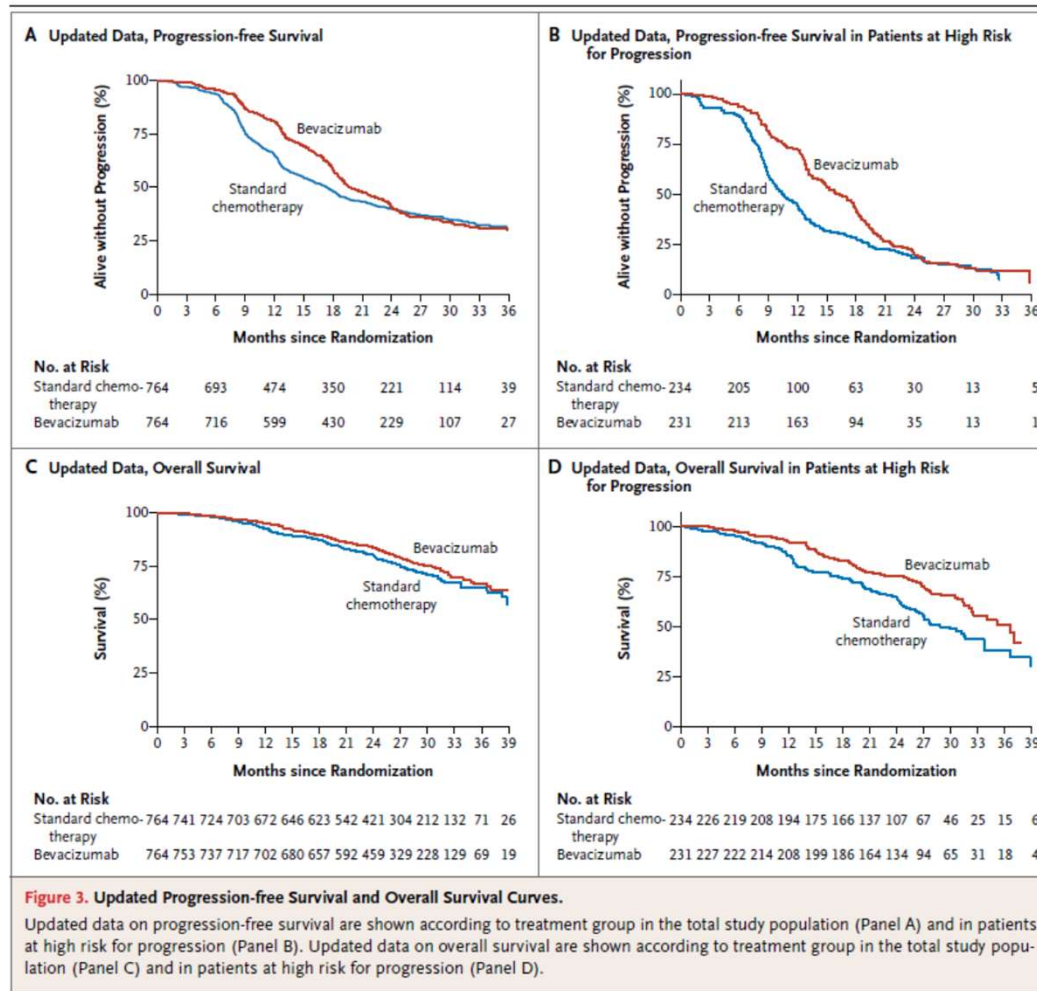 A Updated Data, Progression-free Survival
100
75
50
25
0
Alive without Progression (%)
Bevacizumab
Standard
chemotherapy
0 3 6 9 12 15 18 21 24 27 30 33 36
Months since Randomization
No. at Risk
Standard chemo- 764 693 474 350 221 114 39
therapy
Bevacizumab 764 716 599 430 229 107 27
B Updated Data, Progression-free Survival in Patients at High Risk
for Progression
100
75
50
25
0
Alive without Progression (%)
Bevacizumab
Standard
chemotherapy
0 3 6 9 12 15 18 21 24 27 30 33 36
Months since Randomization
No. at Risk
Standard chemo- 234 205 100 63 30 13 5
therapy
Bevacizumab 231 213 163 94 35 13 1
C Updated Data, Overall Survival
100
75
50
25
0
Survival (%)
Bevacizumab
Standard
chemotherapy
0 3 6 9 12 15 18 21 24 27 30 33 36 39
Months since Randomization
No. at Risk
Standard chemo- 764 741 724 703 672 646 623 542 421 304 212 132 71 26
therapy
Bevacizumab 764 753 737 717 702 680 657 592 459 329 228 129 69 19
D Updated Data, Overall Survival in Patients at High Risk
for Progression
100
75
50
25
0
Survival (%)
Bevacizumab
Standard
chemotherapy
0 3 6 9 12 15 18 21 24 27 30 33 36 39
Months since Randomization
No. at Risk
Standard chemo- 234 226 219 208 194 175 166 137 107 67 46 25 15 6
therapy
Bevacizumab 231 227 222 214 208 199 186 164 134 94 65 31 18 4
Figure 3. Updated Progression-free Survival and Overall Survival Curves.
Updated data on progression-free survival are shown according to treatment group in the total study population (Panel A) and in patients
at high risk for progression (Panel B). Updated data on overall survival are shown according to treatment group in the total study popu-
lation (Panel C) and in patients at high risk for progression (Panel D).